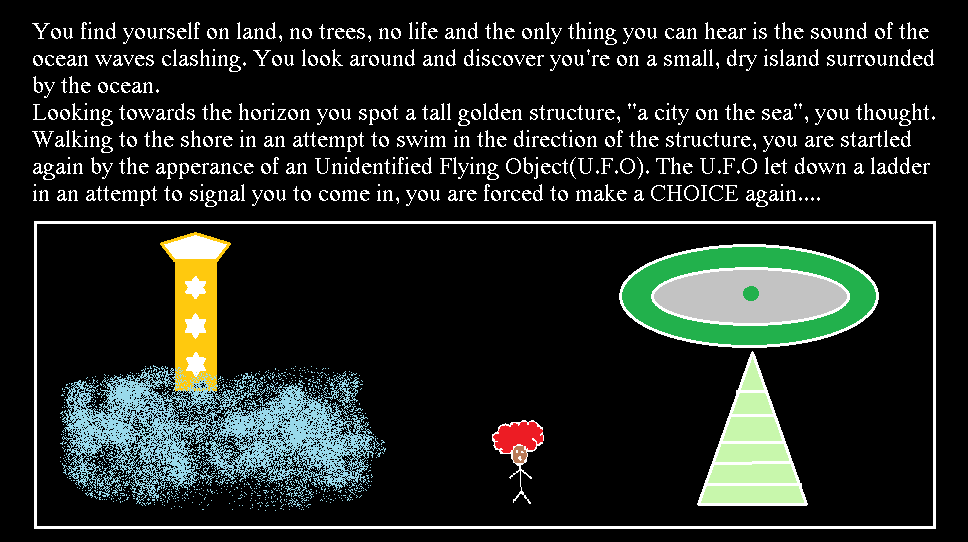 You find yourself on land, no trees, no life and the only thing you can hear is the sound of the
ocean waves clashing. You look around and discover you're on a small, dry island surrounded
by the ocean.
Looking towards the horizon you spot a tall golden structure, "a city on the sea", you thought.
Walking to the shore in an attempt to swim in the direction of the structure, you are startled
again by the apperance of an Unidentified Flying Object(U.F.O). The U.F.O let down a ladder
in an attempt to signal you to come in, you are forced to make a CHOICE again....